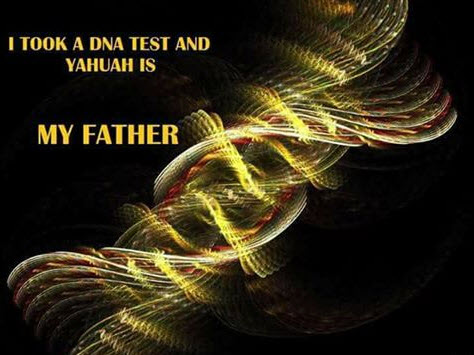 I TOOK A DNA TEST AND
YAHUAH IS
MY FATHER